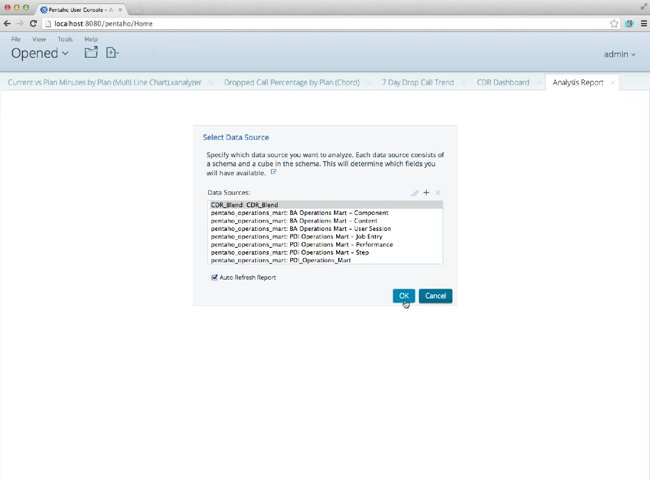 Pentaho User Console - A
localhost:8080/pentaho/Home
File View Tools Help
Opened
admin
Current vs Plan Minutes by Plan (Multi Line Chart).xanalyzer
Dropped Call Percentage by Plan (Chord)
7 Day Drop Call Trend
CDR Dashboard
Analysis Report
Select Data Source
Specify which data source you want to analyze. Each data source consists of
a schema and a cube in the schema. This will determine which fields you
will have available.
Data Sources:
CDR_Blend: CDR_Blend
pentaho_operations_mart: BA Operations Mart - Component
pentaho_operations_mart: BA Operations Mart - Content
pentaho_operations_mart: BA Operations Mart - User Session
pentaho_operations_mart: PDI Operations Mart - Job Entry
pentaho_operations_mart: PDI Operations Mart - Performance
pentaho_operations_mart: PDI Operations Mart - Step
pentaho_operations_mart: PDI_Operations_Mart
Auto Refresh Report
OK
Cancel